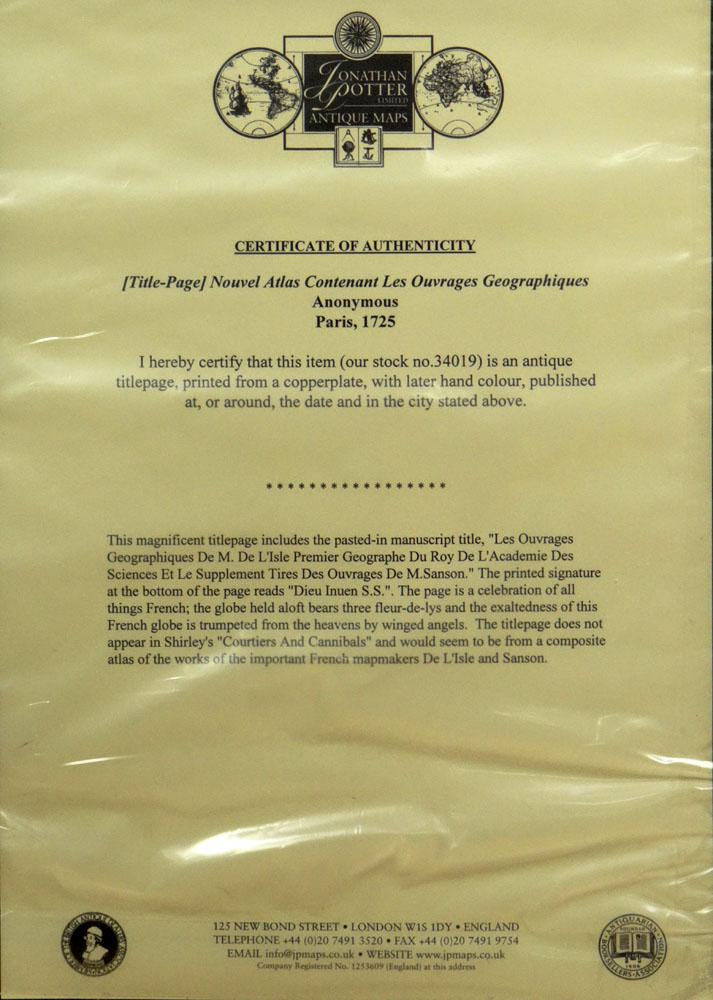 JONATHAN
POTTER
LIMITED
ANTIQUE MAPS
CERTIFICATE OF AUTHENTICITY
[Title-Page] Nouvel Atlas Contenant Les Ouvrages Geographiques
Anonymous
Paris, 1725
I hereby certify that this item (our stock no.34019) is an antique
titlepage, printed from a copperplate, with later hand colour, published
at, or around, the date and in the city stated above.
* * * * * * * * * * * * * * * * *
This magnificent titlepage includes the pasted-in manuscript title, "Les Ouvrages
Geographiques De M. De L'Isle Premier Geographe Du Roy De L'Academie Des
Sciences Et Le Supplement Tires Des Ouvrages De M.Sanson." The printed signature
at the bottom of the page reads "Dieu Inuen S.S.". The page is a celebration of all
things French; the globe held aloft bears three fleur-de-lys and the exaltedness of this
French globe is trumpeted from the heavens by winged angels. The titlepage does not
appear in Shirley's "Courtiers And Cannibals" and would seem to be from a composite
atlas of the works of the important French mapmakers De L'Isle and Sanson.
125 NEW BOND STREET • LONDON W1S 1DY • ENGLAND
TELEPHONE +44 (0)20 7491 3520 • FAX +44 (0)20 7491 9754
EMAIL info@jpmaps.co.uk • WEBSITE www.jpmaps.co.uk
Company Registered No. 1253609 (England) at this address
ANTIQUARIAN
BOOKSELLERS ASSOCIATION